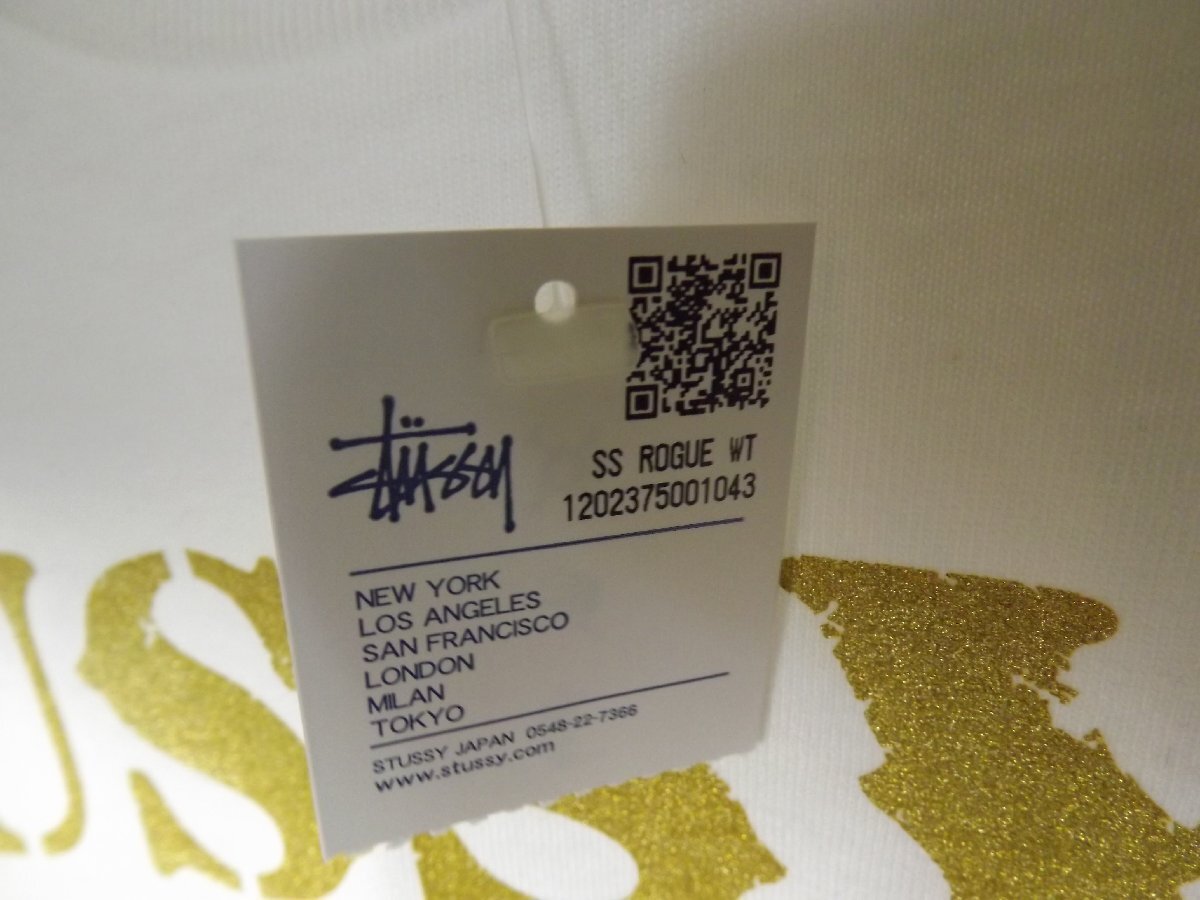 Stüssy
SS ROGUE WT
1202375001043
NEW YORK
LOS ANGELES
SAN FRANCISCO
LONDON
MILAN
TOKYO
STUSSY JAPAN 0548-22-7366
www.stussy.com